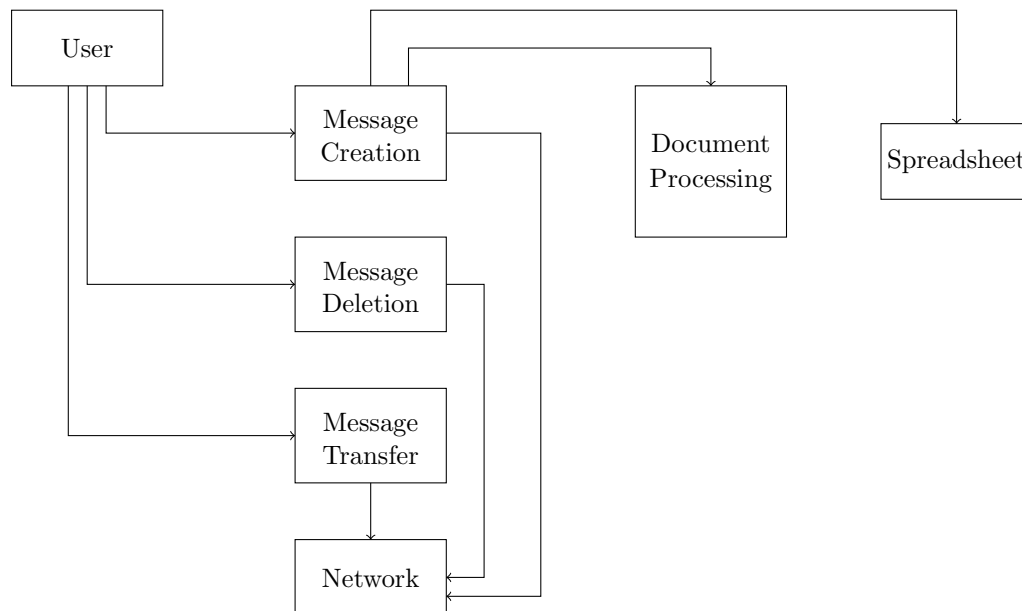 User
Message
Creation
Document
Processing
Spreadsheet
Message
Deletion
Message
Transfer
Network